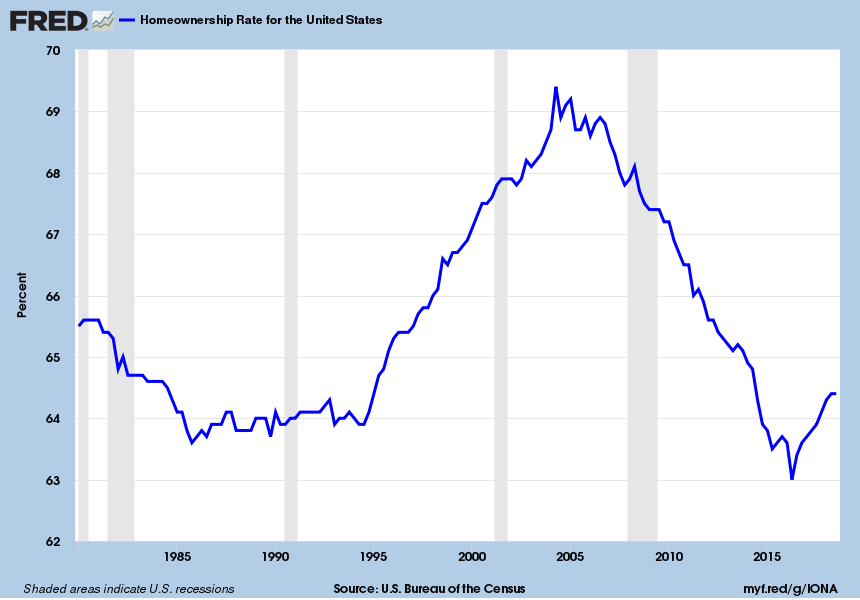 FRED
Homeownership Rate for the United States
70
69
68
67
66
65
64
63
62
Percent
1985 1990 1995 2000 2005 2010 2015
Shaded areas indicate U.S. recessions Source: U.S. Bureau of the Census myf.red/g/lONA